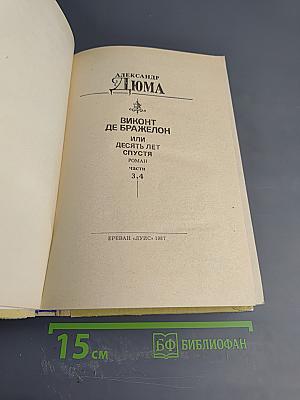 АЛЕКСАНДР
ДЮМА
ВИКОНТ
ДЕ БРАЖЕЛОН
ИЛИ
ДЕСЯТЬ ЛЕТ
СПУСТЯ
РОМАН
части
3,4
ЕРЕВАН «ЛУЙС» 1987
15 см
БФ БИБЛИОФАН